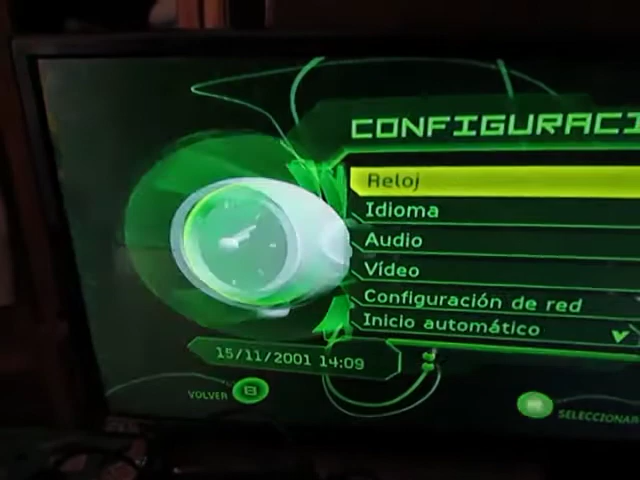 CONFIGURACI
Reloj
Idioma
Audio
Vídeo
Configuración de red
Inicio automático
15/11/2001 14:09
VOLVER B
SELECCIONAR